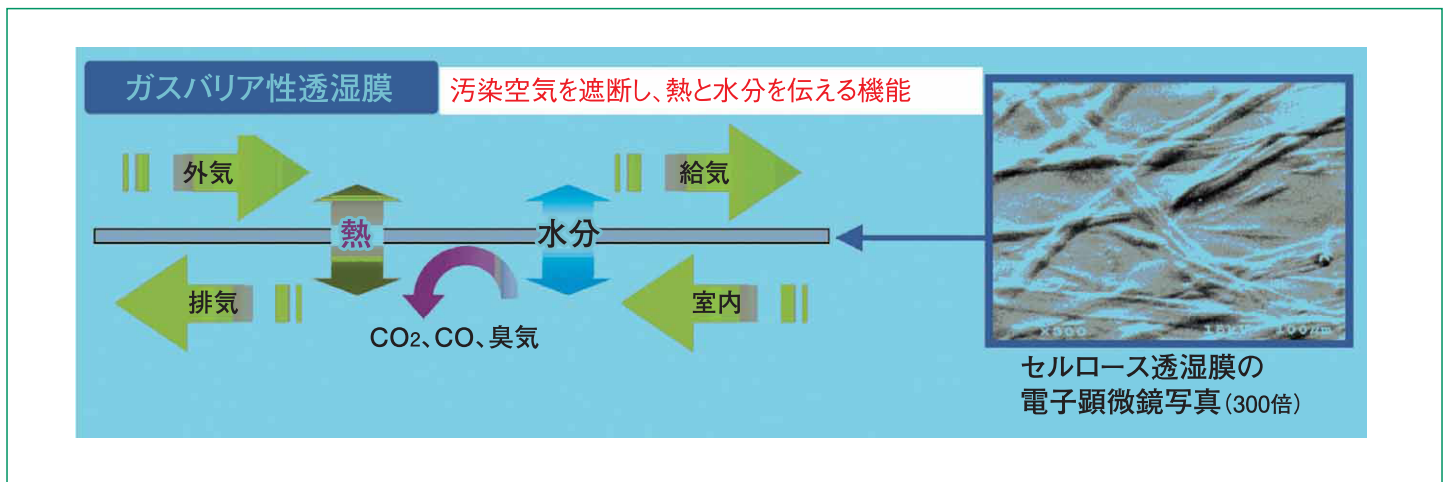 ガスバリア性透湿膜
汚染空気を遮断し、熱と水分を伝える機能
外気
給気
熱
水分
排気
室内
CO2、CO、臭気
X300 15kV 100μm
セルロース透湿膜の
電子顕微鏡写真(300倍)